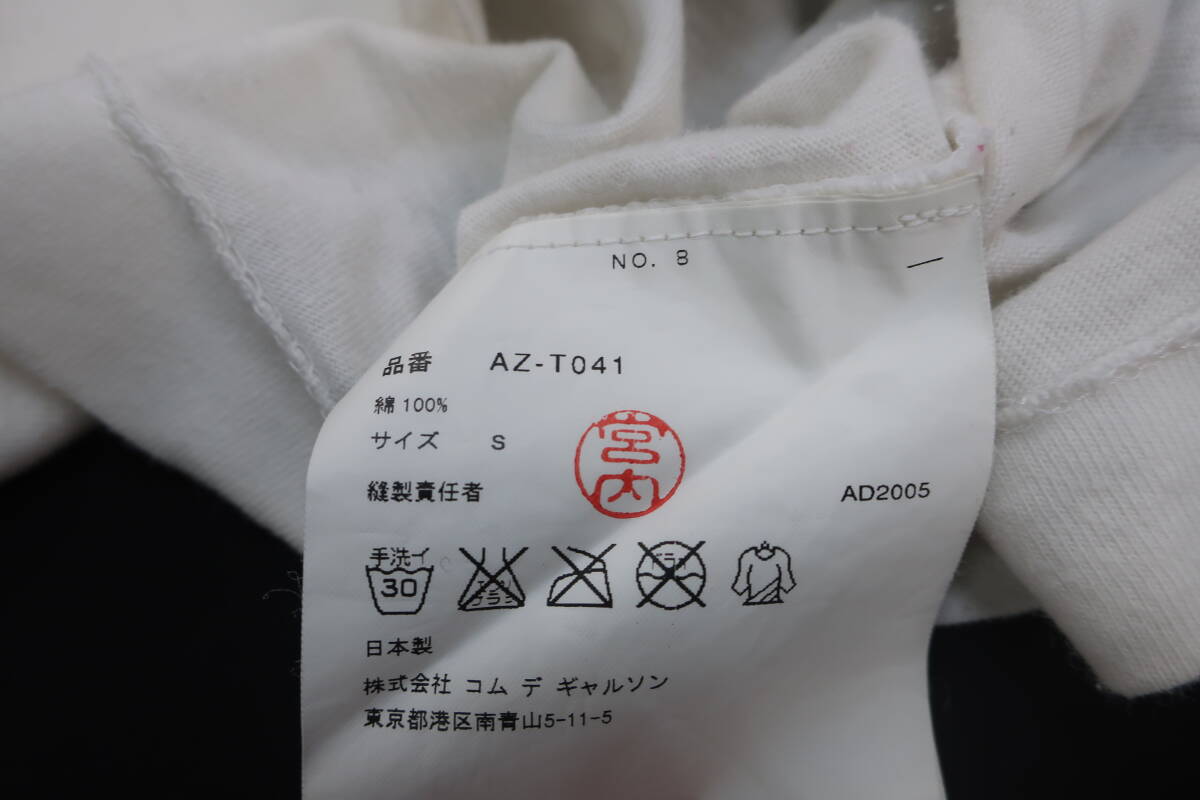 NO. 8
品番 AZ-T041
綿 100%
サイズ S
宮内
縫製責任者 AD2005
手洗イ
30
日本製
株式会社 コム デ ギャルソン
東京都港区南青山5-11-5